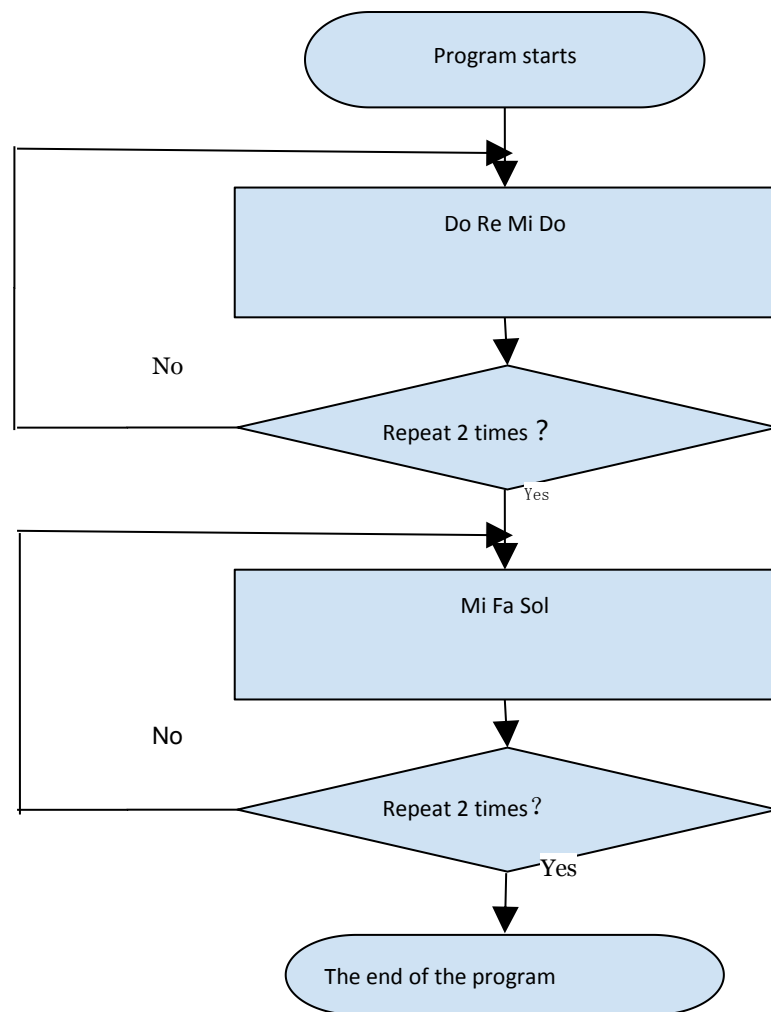 Program starts
Do Re Mi Do
No
Repeat 2 times ？
Yes
Mi Fa Sol
No
Repeat 2 times？
Yes
The end of the program